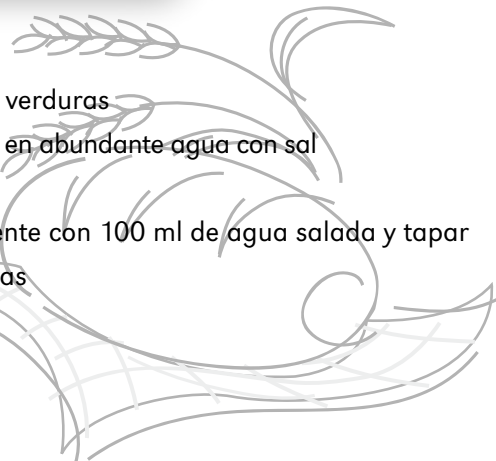 verduras
en abundante agua con sal
ente con 100 ml de agua salada y tapar
as